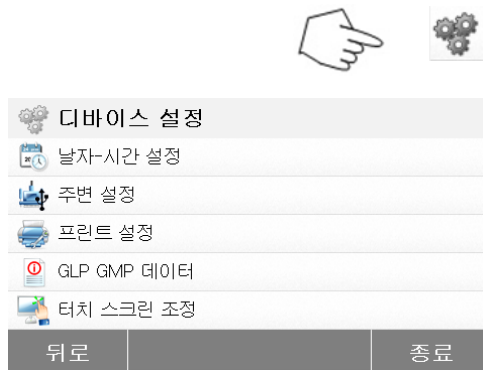 디바이스 설정
날자-시간 설정
주변 설정
프린트 설정
GLP GMP 데이터
터치 스크린 조정
뒤로 종료